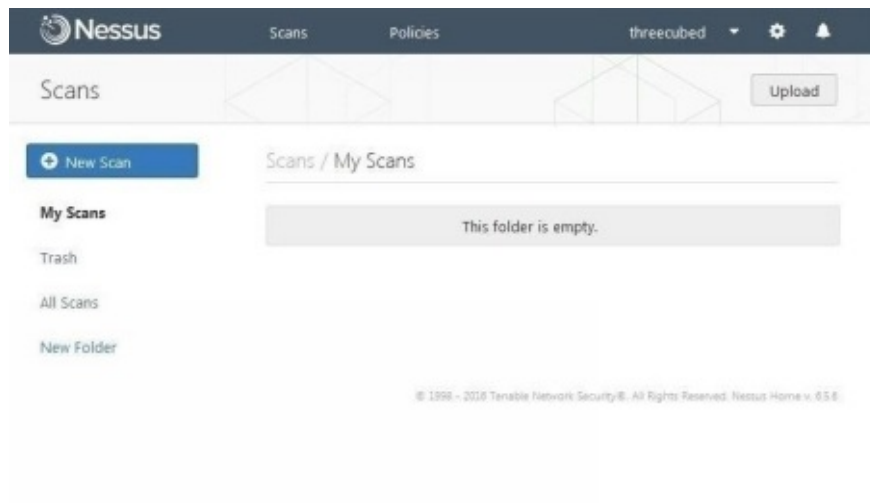 Nessus Scans Policies threecubed
Scans Upload
New Scan
Scans / My Scans
My Scans
This folder is empty.
Trash
All Scans
New Folder
© 1998 - 2016 Tenable Network Security®. All Rights Reserved. Nessus Home v. 6.5.6